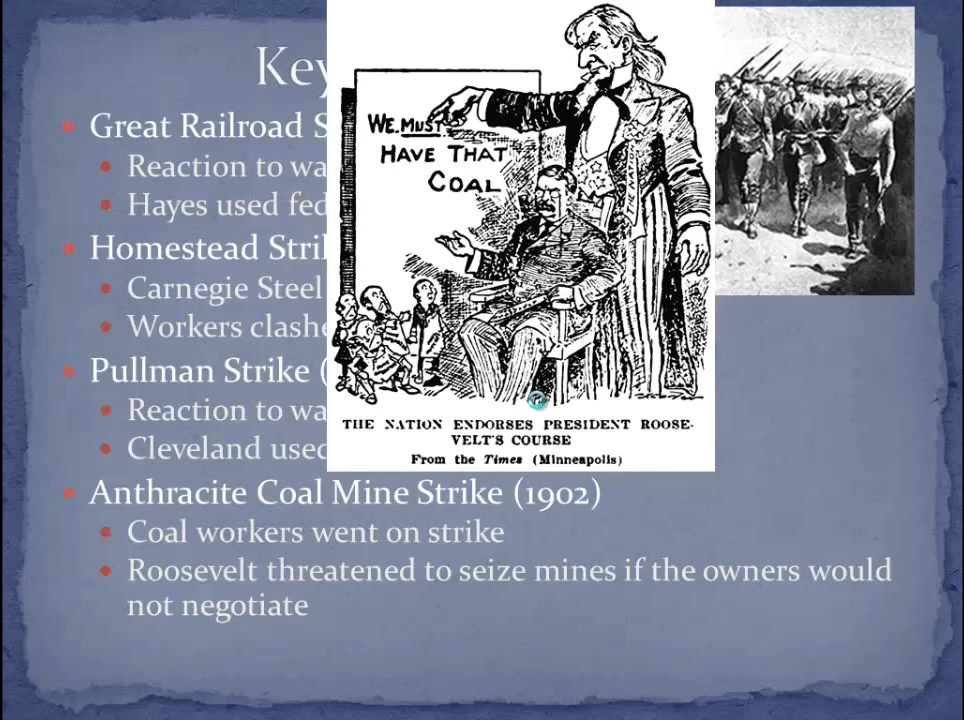 Key
Great Railroad S
Reaction to wa
Hayes used fed
Homestead Stril
Carnegie Steel
Workers clashe
Pullman Strike (
Reaction to wa
Cleveland used
WE MUST
HAVE THAT
COAL
THE NATION ENDORSES PRESIDENT ROOSE-
VELT'S COURSE
From the Times (Minneapolis)
Anthracite Coal Mine Strike (1902)
Coal workers went on strike
Roosevelt threatened to seize mines if the owners would
not negotiate